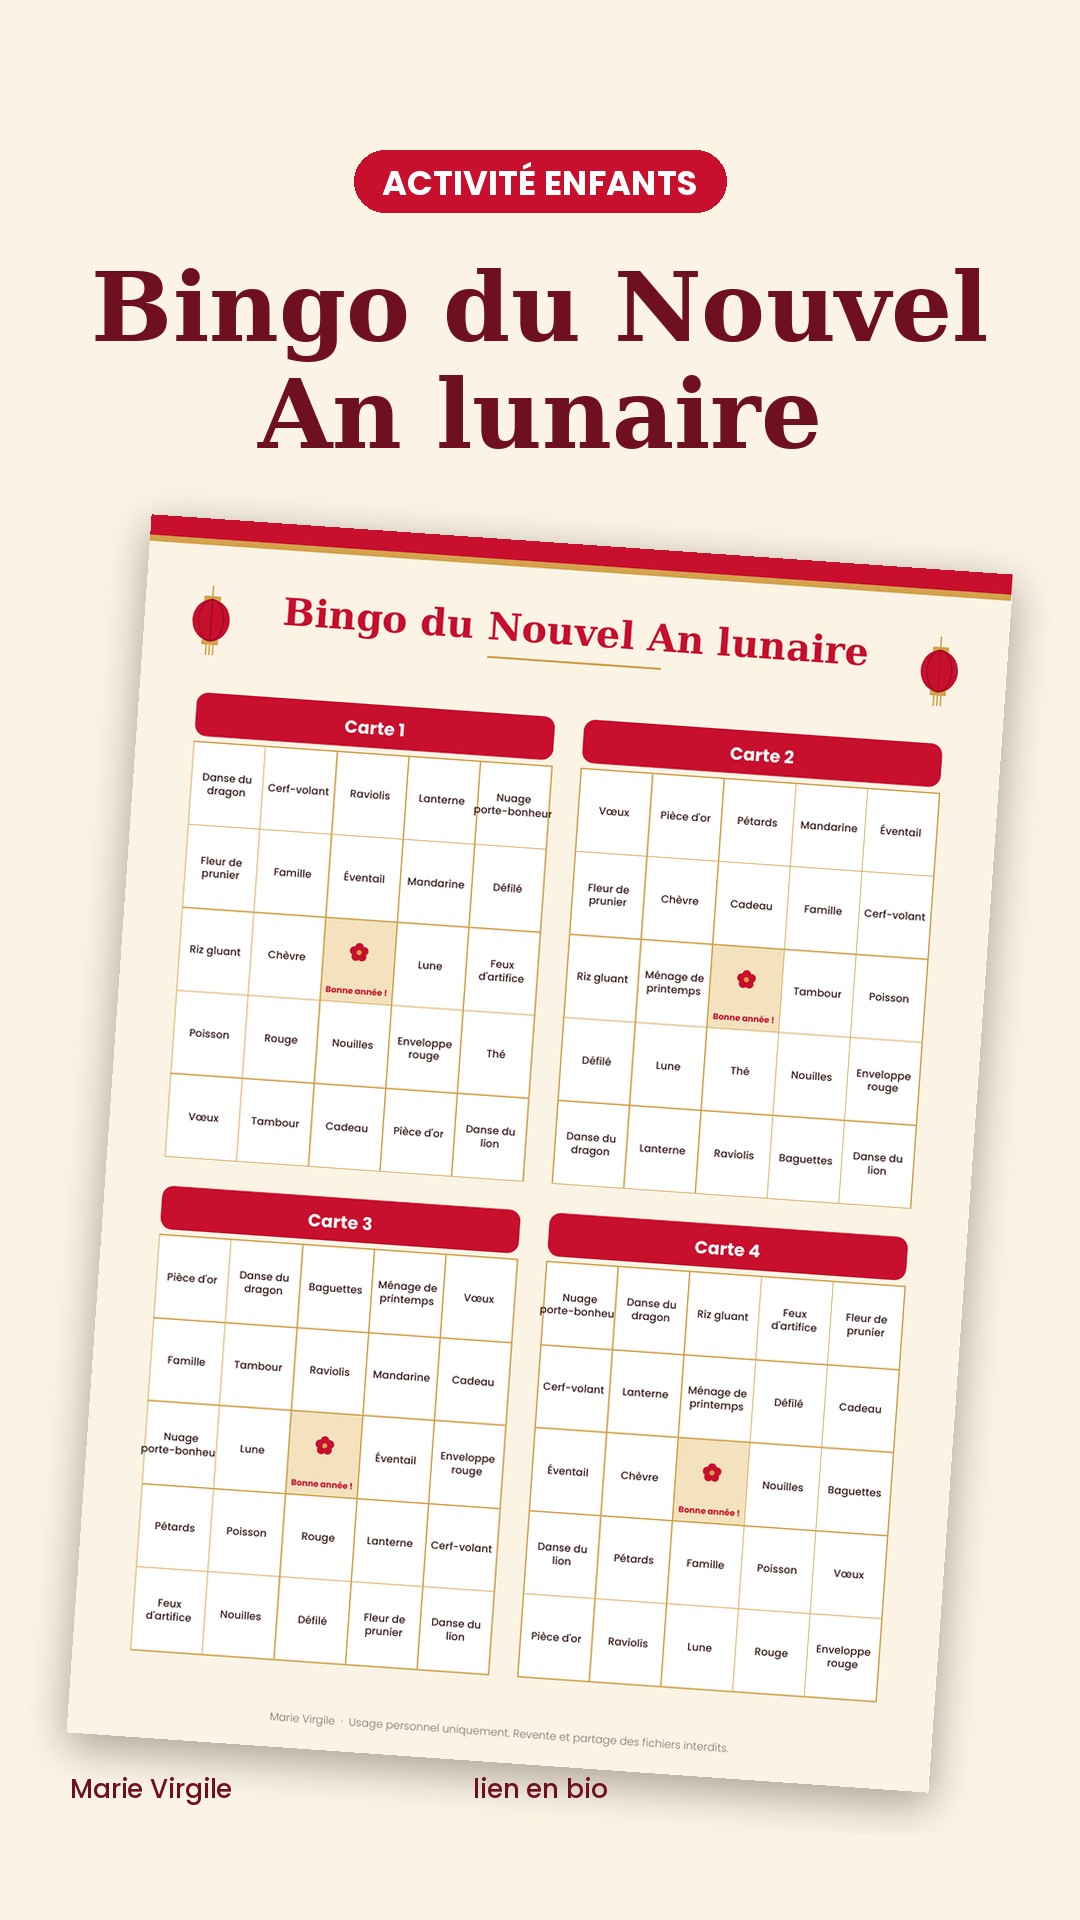 ACTIVITÉ ENFANTS
Bingo du Nouvel
An lunaire
Bingo du Nouvel An lunaire
Carte 1
Danse du
dragon
Cerf-volant
Raviolis
Lanterne
Nuage
porte-bonheur
Fleur de
prunier
Famille
Éventail
Mandarine
Défilé
Riz gluant
Chèvre
Bonne année !
Lune
Feux
d'artifice
Poisson
Rouge
Nouilles
Enveloppe
rouge
Thé
Vœux
Tambour
Cadeau
Pièce d'or
Danse du
lion
Carte 2
Vœux
Pièce d'or
Pétards
Mandarine
Éventail
Fleur de
prunier
Chèvre
Cadeau
Famille
Cerf-volant
Riz gluant
Ménage de
printemps
Bonne année !
Tambour
Poisson
Défilé
Lune
Thé
Nouilles
Enveloppe
rouge
Danse du
dragon
Lanterne
Raviolis
Baguettes
Danse du
lion
Carte 3
Pièce d'or
Danse du
dragon
Baguettes
Ménage de
printemps
Vœux
Famille
Tambour
Raviolis
Mandarine
Cadeau
Nuage
porte-bonheu
Lune
Bonne année !
Éventail
Enveloppe
rouge
Pétards
Poisson
Rouge
Lanterne
Cerf-volant
Feux
d'artifice
Nouilles
Défilé
Fleur de
prunier
Danse du
lion
Carte 4
Nuage
porte-bonheu
Danse du
dragon
Riz gluant
Feux
d'artifice
Fleur de
prunier
Cerf-volant
Lanterne
Ménage de
printemps
Défilé
Cadeau
Éventail
Chèvre
Bonne année !
Nouilles
Baguettes
Danse du
lion
Pétards
Famille
Poisson
Vœux
Pièce d'or
Raviolis
Lune
Rouge
Enveloppe
rouge
Marie Virgile · Usage personnel uniquement. Revente et partage des fichiers interdits.
Marie Virgile
lien en bio